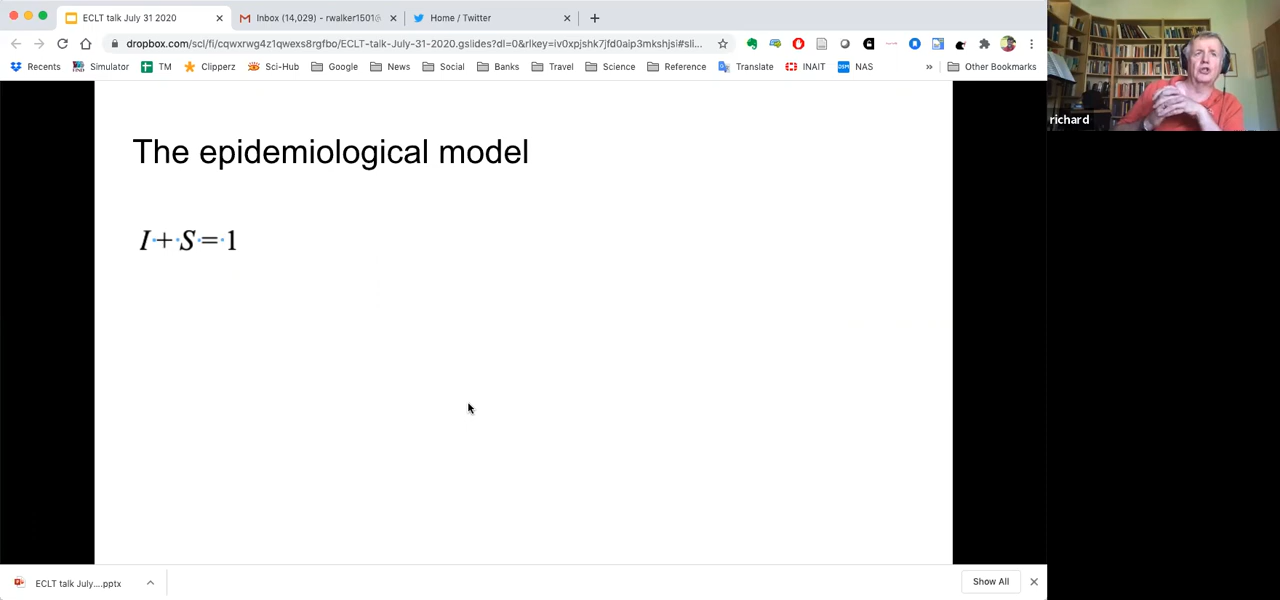 ECLT talk July 31 2020
Inbox (14,029) - rwalker1501@
Home / Twitter
dropbox.com/scl/fi/cqwxrwg4z1qwexs8rgfbo/ECLT-talk-July-31-2020.gslides?dl=0&rlkey=iv0xpjshk7jfd0aip3mkshjsi#sli...
Recents Simulator TM Clipperz Sci-Hub Google News Social Banks Travel Science Reference Translate INAIT NAS » Other Bookmarks
richard
The epidemiological model
I + S = 1
ECLT talk July....pptx
Show All